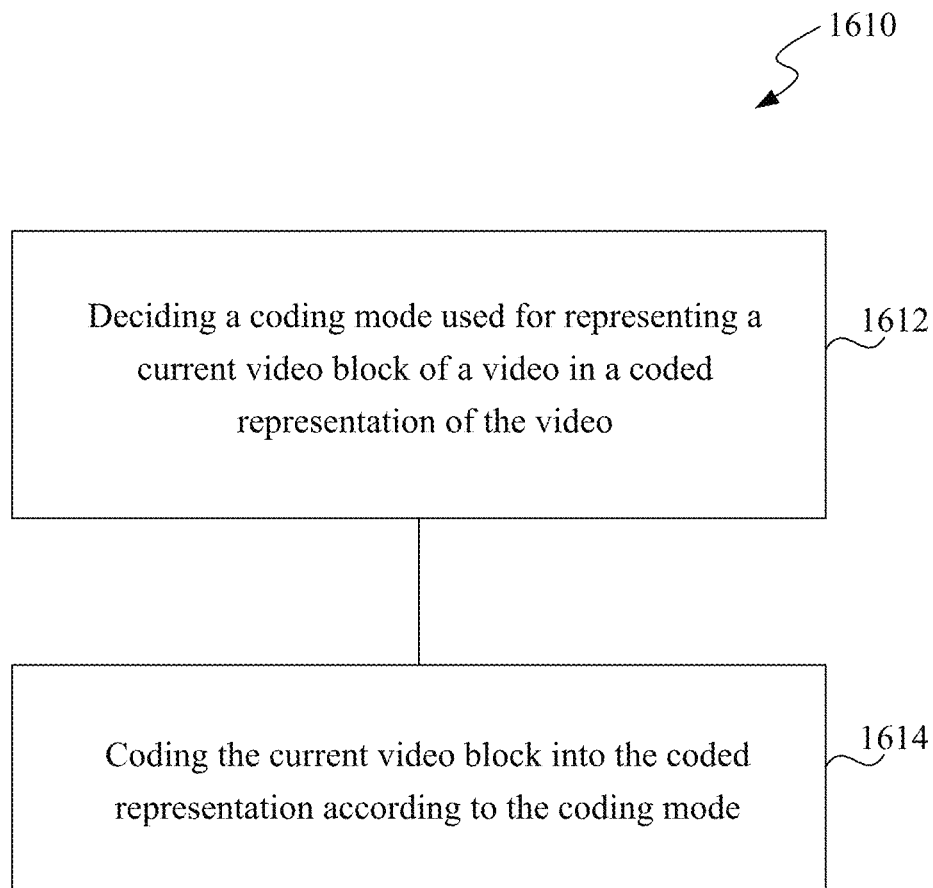 1610
Deciding a coding mode used for representing a
current video block of a video in a coded
representation of the video
1612
Coding the current video block into the coded
representation according to the coding mode
1614